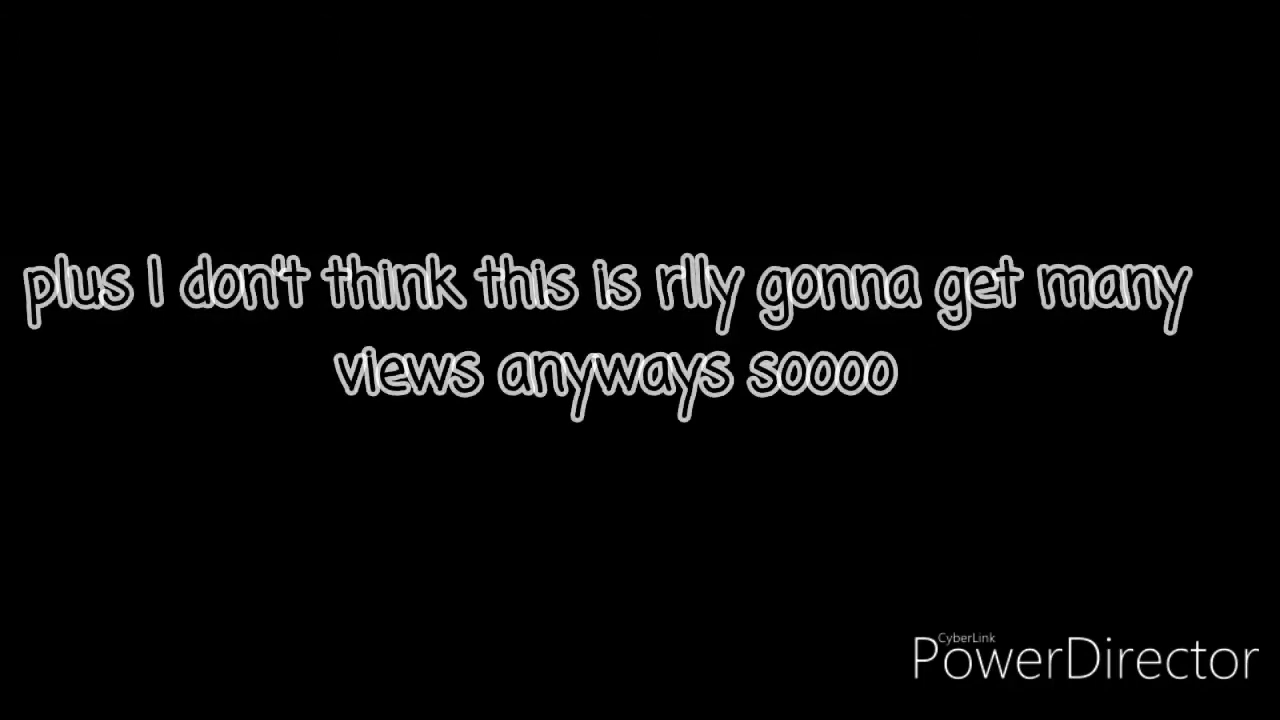 plus I don't think this is rlly gonna get many
views anyways soooo
CyberLink
PowerDirector